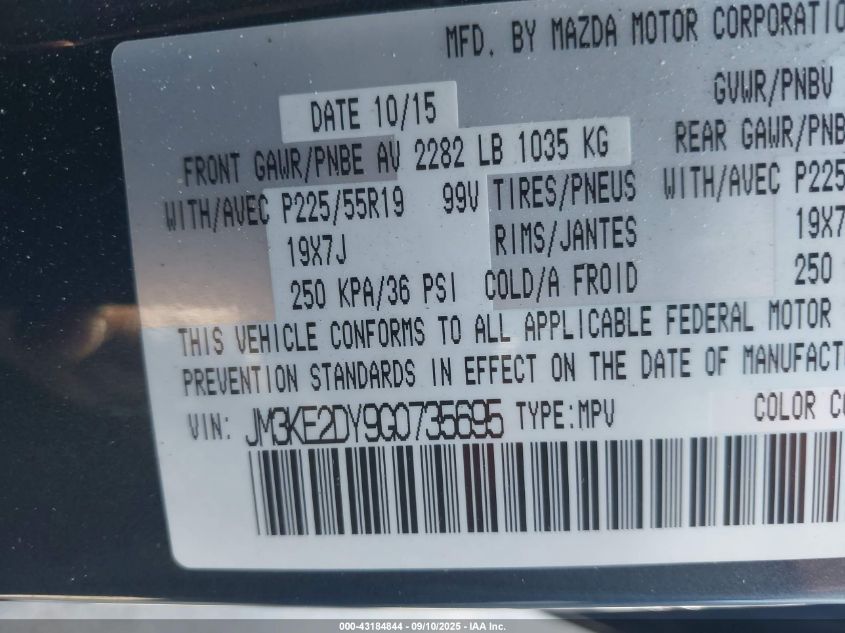 MFD. BY MAZDA MOTOR CORPORATIO
DATE 10/15
GVWR/PNBV
FRONT GAWR/PNBE AV 2282 LB 1035 KG
REAR GAWR/PNB
WITH/AVEC P225/55R19 99V TIRES/PNEUS
WITH/AVEC P225
19X7J RIMS/JANTES
19X7
250 KPA/36 PSI COLD/A FROID
250
THIS VEHICLE CONFORMS TO ALL APPLICABLE FEDERAL MOTOR
PREVENTION STANDARDS IN EFFECT ON THE DATE OF MANUFACT
VIN: JM3KE2DY9G0735695 TYPE:MPV
COLOR CO
000-43184844 — 09/10/2025 — IAA Inc.